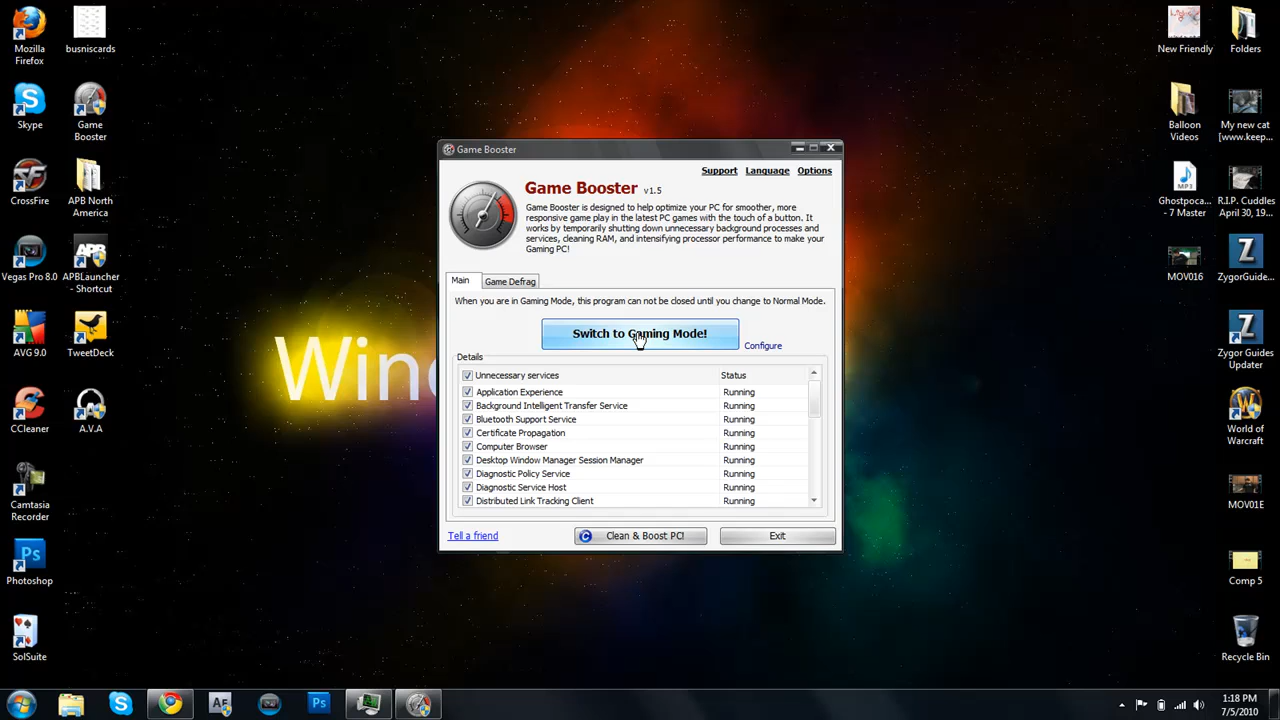 Mozilla
Firefox
busniscards
Skype
Game
Booster
CrossFire
APB North
America
Vegas Pro 8.0
APBLauncher
- Shortcut
AVG 9.0
TweetDeck
CCleaner
A.V.A
Camtasia
Recorder
Photoshop
SolSuite
Wind
Game Booster
Support
Language
Options
Game Booster v1.5
Game Booster is designed to help optimize your PC for smoother, more
responsive game play in the latest PC games with the touch of a button. It
works by temporarily shutting down unnecessary background processes and
services, cleaning RAM, and intensifying processor performance to make your
Gaming PC!
Main
Game Defrag
When you are in Gaming Mode, this program can not be closed until you change to Normal Mode.
Switch to Gaming Mode!
Configure
Details
Unnecessary services Status
Application Experience Running
Background Intelligent Transfer Service Running
Bluetooth Support Service Running
Certificate Propagation Running
Computer Browser Running
Desktop Window Manager Session Manager Running
Diagnostic Policy Service Running
Diagnostic Service Host Running
Distributed Link Tracking Client Running
Tell a friend
Clean & Boost PC!
Exit
New Friendly
Folders
Balloon
Videos
My new cat
[www.keep...
MP3
Ghostpoca...
- 7 Master
R.I.P. Cuddles
April 30, 19...
MOV016
ZygorGuide...
Zygor Guides
Updater
World of
Warcraft
MOV01E
Comp 5
Recycle Bin
AF
Ps
1:18 PM
7/5/2010